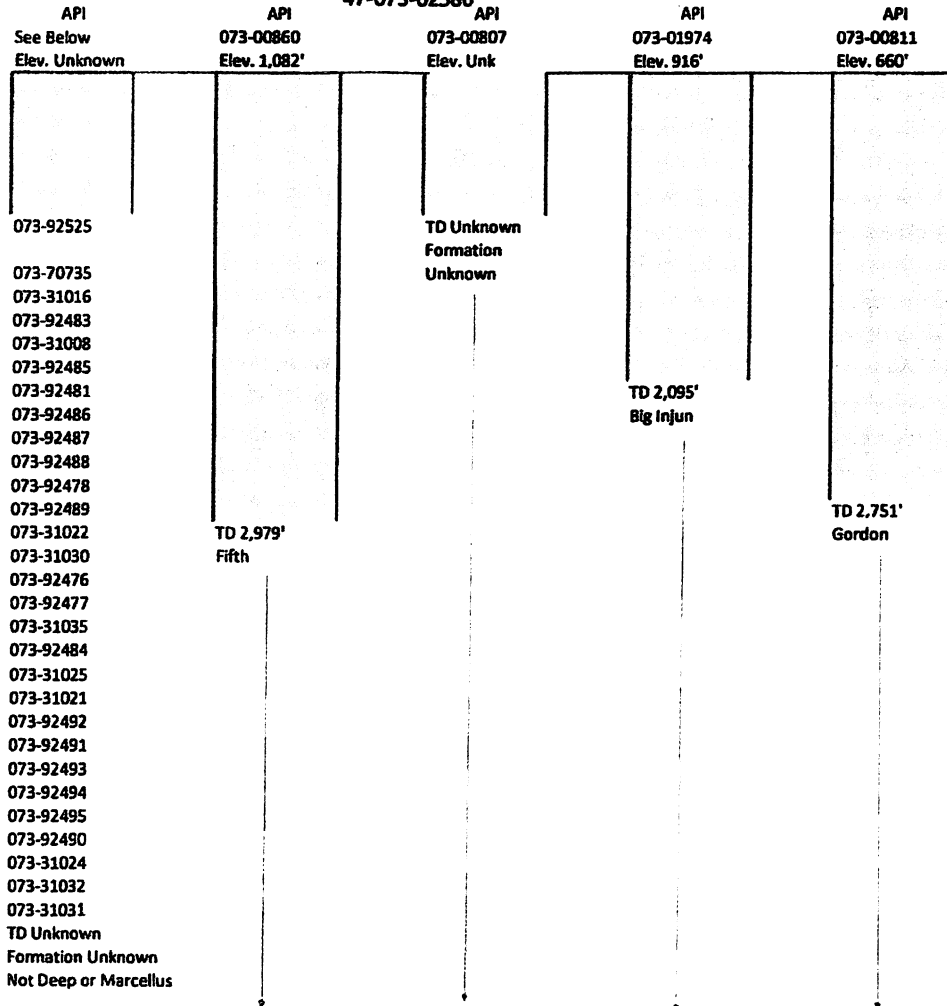 API API API API API
See Below 073-00860 073-00807 073-01974 073-00811
Elev. Unknown Elev. 1,082' Elev. Unk Elev. 916' Elev. 660'
073-92525
073-70735
073-31016
073-92483
073-31008
073-92485
073-92481
073-92486
073-92487
073-92488
073-92478
073-92489
073-31022
073-31030
073-92476
073-92477
073-31035
073-92484
073-31025
073-31021
073-92492
073-92491
073-92493
073-92494
073-92495
073-92490
073-31024
073-31032
073-31031
TD Unknown
Formation Unknown
Not Deep or Marcellus
TD 2,979'
Fifth
TD Unknown
Formation
Unknown
TD 2,095'
Big Injun
TD 2,751'
Gordon